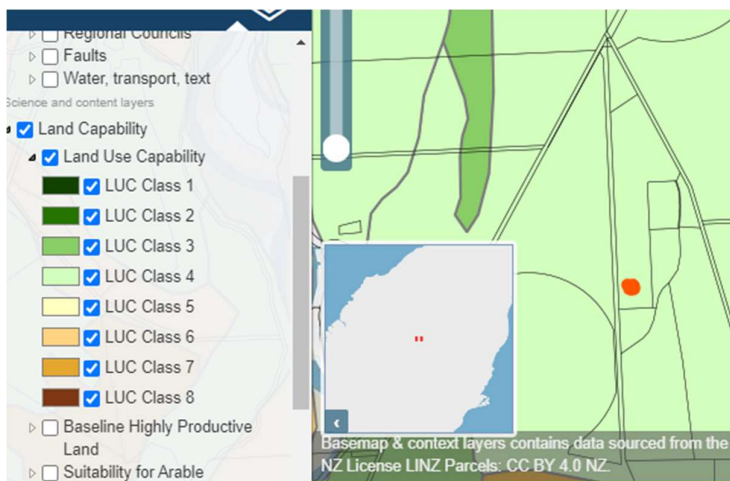 Regional Councils
Faults
Water, transport, text
Science and content layers
Land Capability
Land Use Capability
LUC Class 1
LUC Class 2
LUC Class 3
LUC Class 4
LUC Class 5
LUC Class 6
LUC Class 7
LUC Class 8
Baseline Highly Productive
Land
Suitability for Arable
Basemap & context layers contains data sourced from the
NZ License LINZ Parcels: CC BY 4.0 NZ.